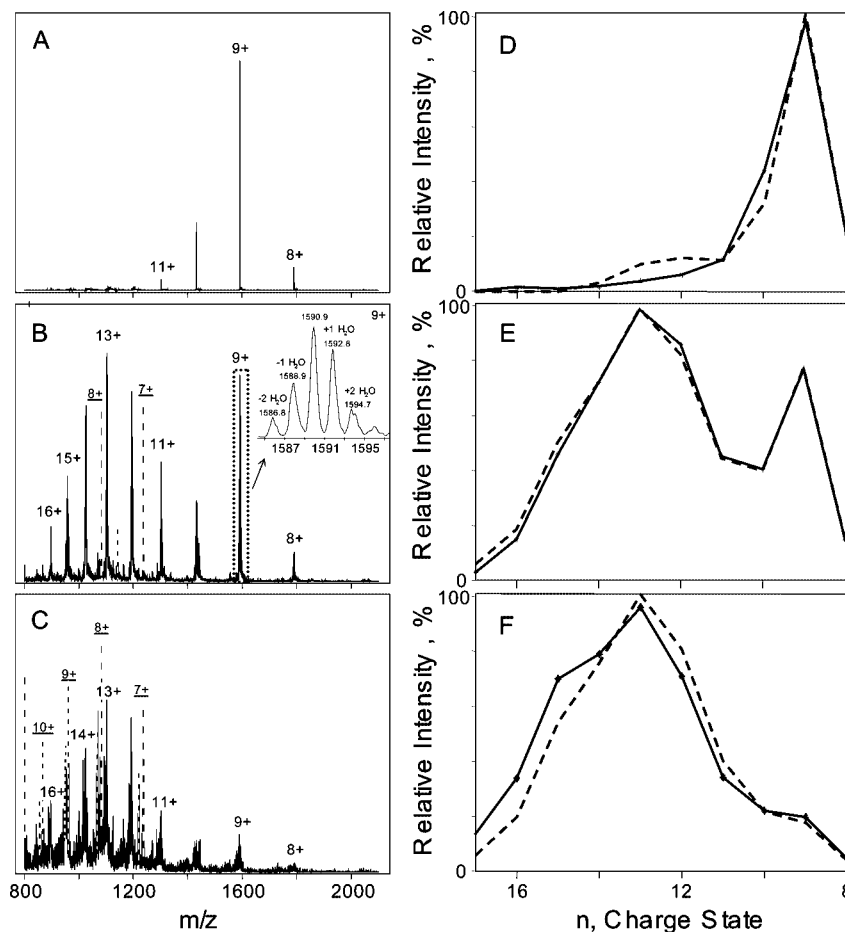 A
9+
11+
8+
B
13+
8+
7+
15+
11+
16+
9+
8+
1590.9
9+
+1 H2O
1592.8
-1 H2O
1588.9
-2 H2O
1586.8
+2 H2O
1594.7
1587 1591 1595
C
8+
9+
13+
7+
10+
14+
16+
11+
9+
8+
800 1200 1600 2000
m/z
100
D
Relative Intensity , %
0
100
E
Relative Intensity , %
0
100
F
Relative Intensity , %
0
16 12 8
n, Charge State